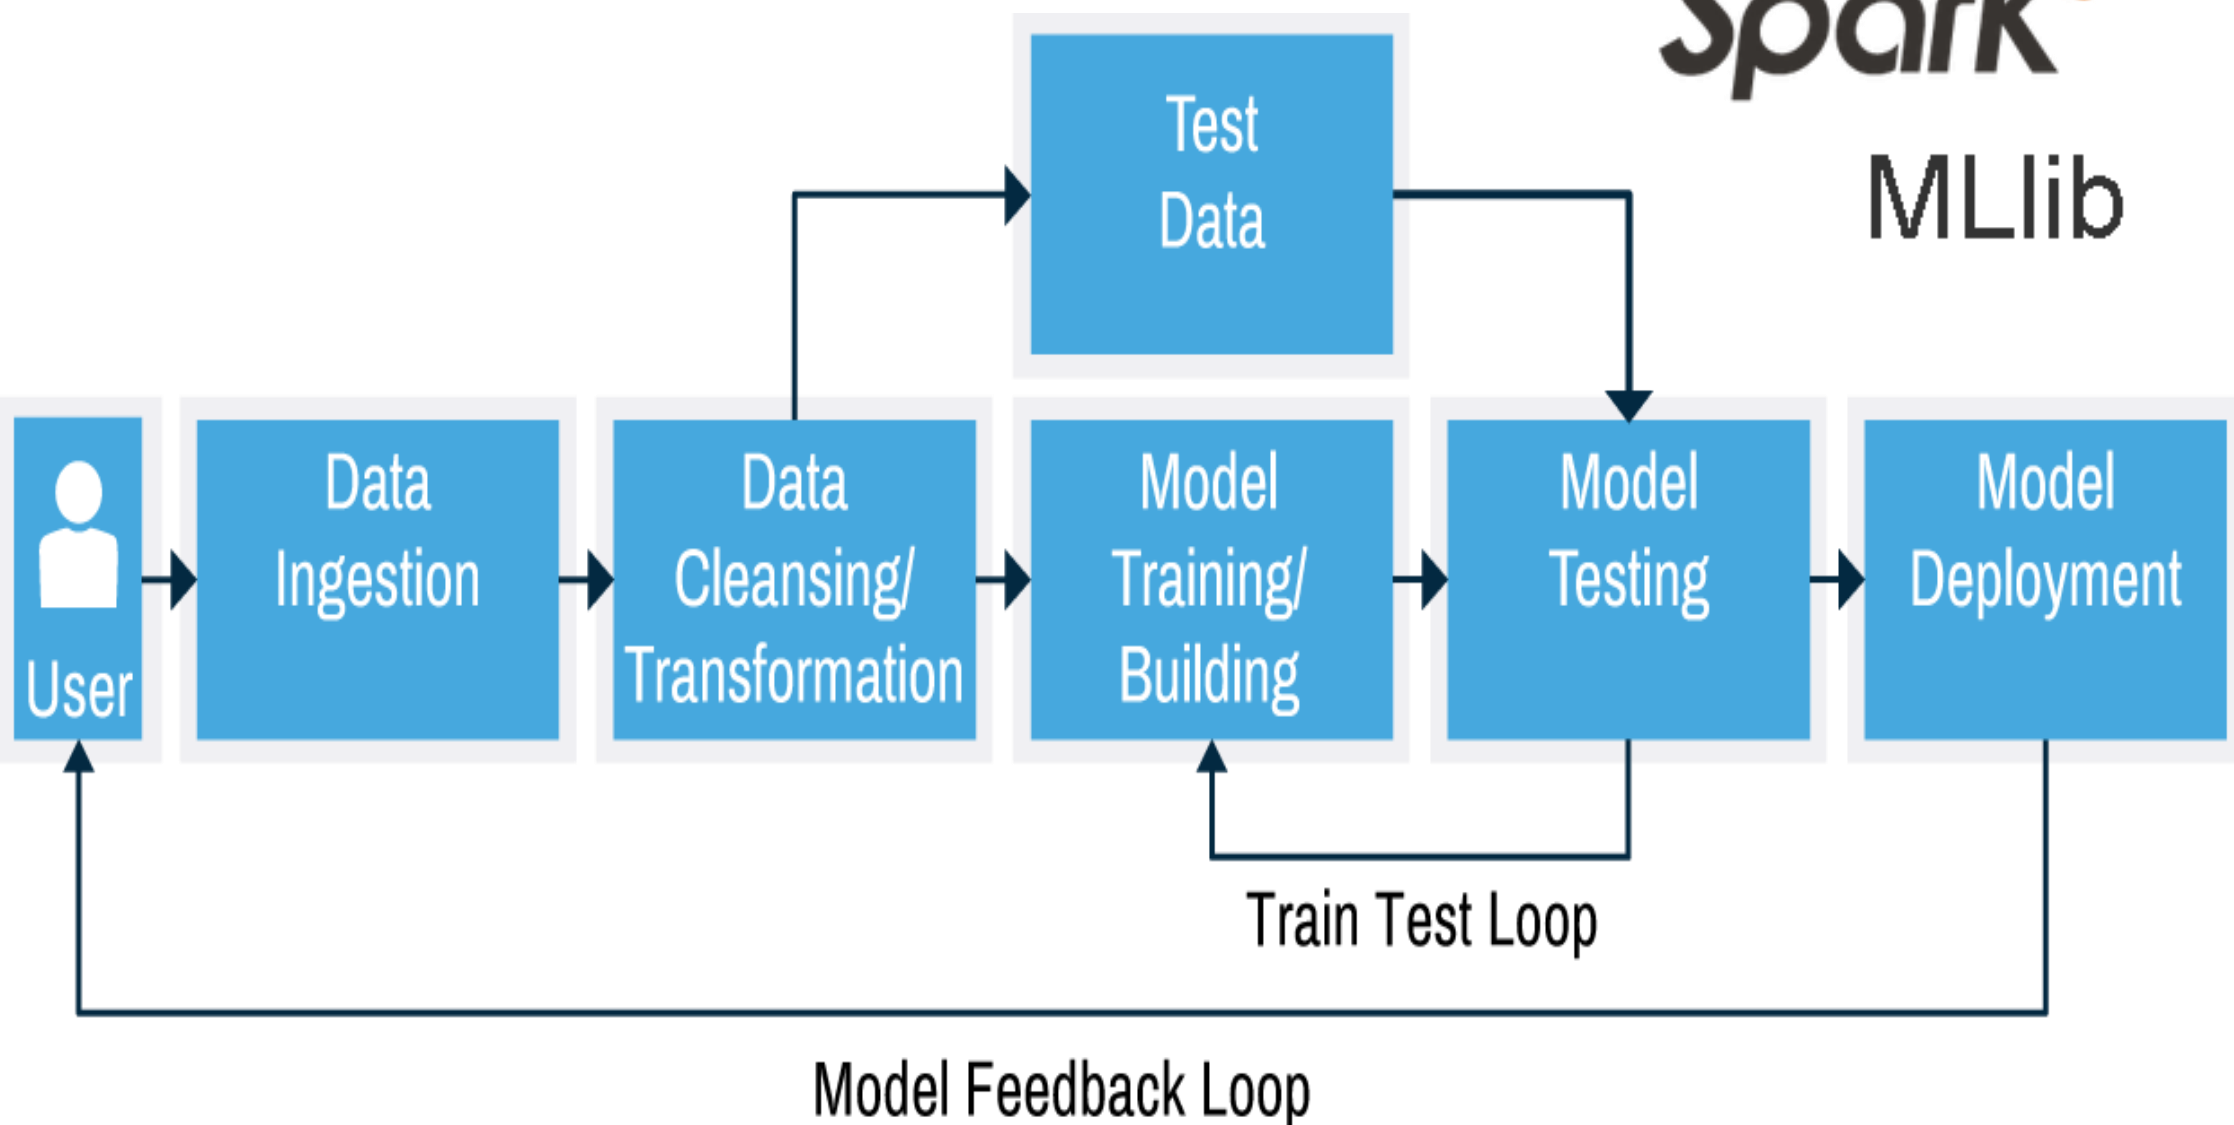 Spark
MLlib
Test
Data
User
Data
Ingestion
Data
Cleansing/
Transformation
Model
Training/
Building
Model
Testing
Model
Deployment
Train Test Loop
Model Feedback Loop